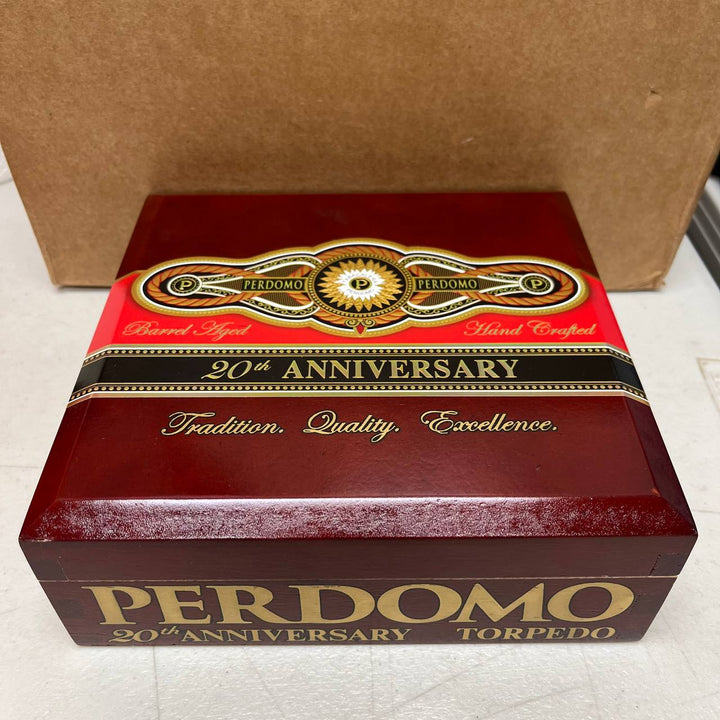 P PERDOMO P PERDOMO P
Barrel Aged Hand Crafted
20th ANNIVERSARY
Tradition. Quality. Excellence.
PERDOMO
20th ANNIVERSARY TORPEDO